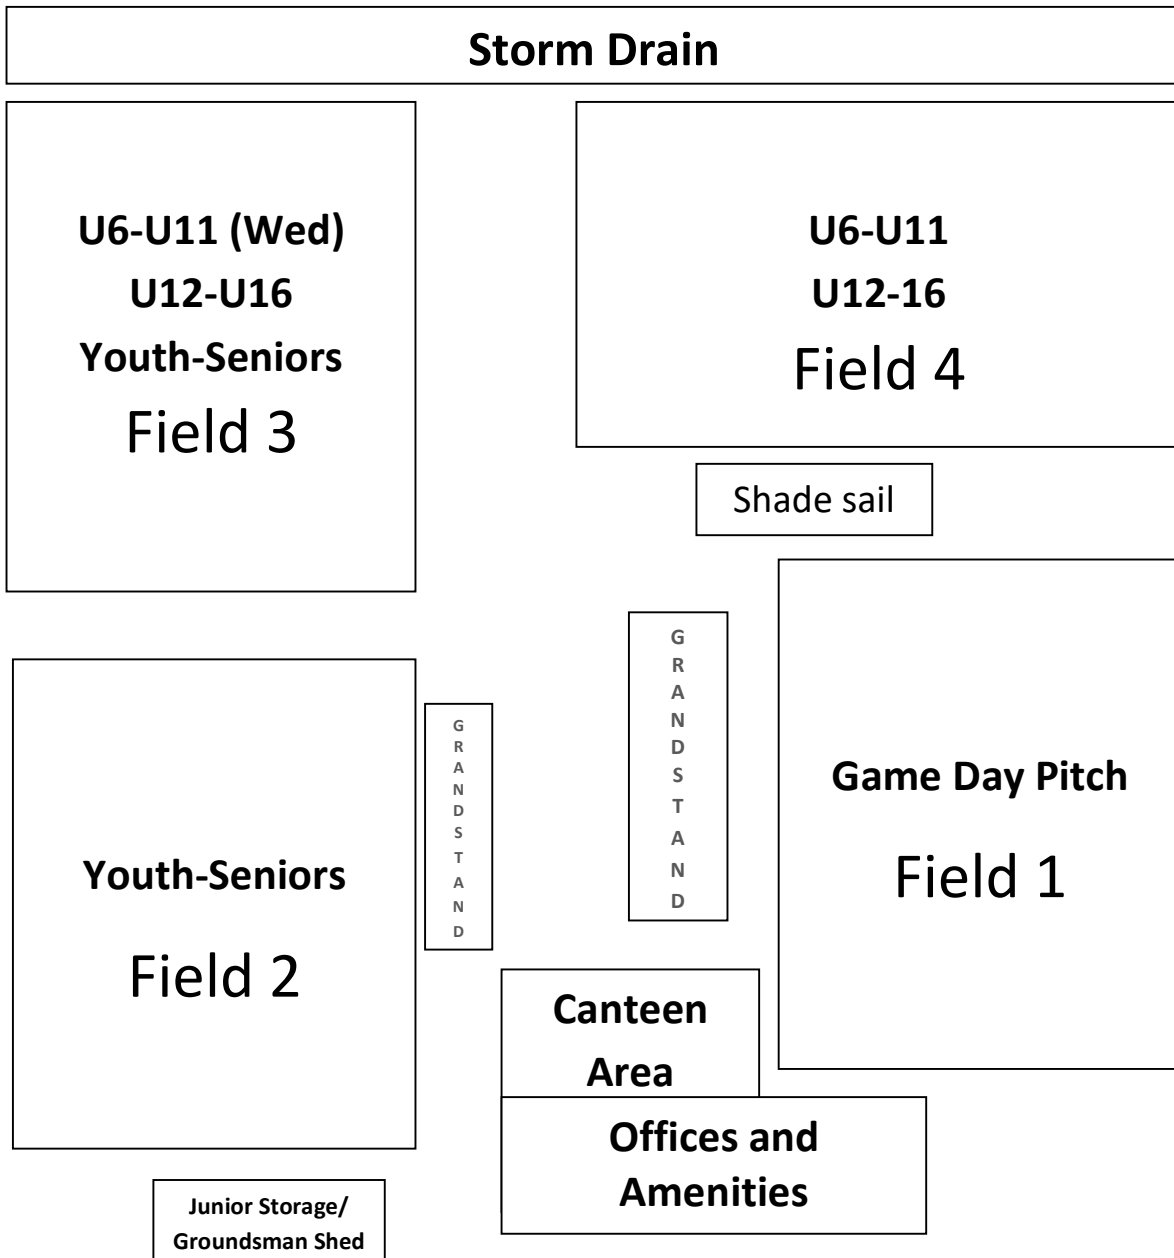 Storm Drain
U6-U11 (Wed)
U12-U16
Youth-Seniors
Field 3
U6-U11
U12-16
Field 4
Shade sail
GRANDSTAND
GRANDSTAND
Game Day Pitch
Field 1
Youth-Seniors
Field 2
Canteen
Area
Offices and
Amenities
Junior Storage/
Groundsman Shed